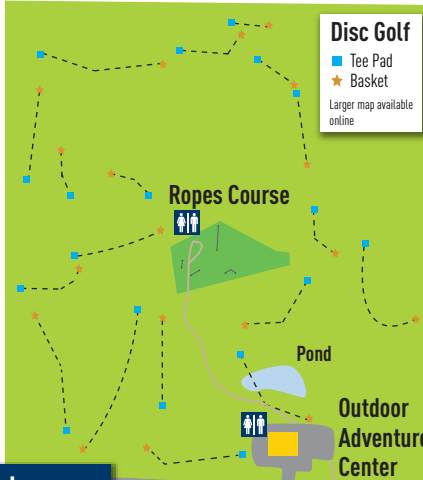 Disc Golf
Tee Pad
Basket
Larger map available
online
Ropes Course
Pond
Outdoor
Adventure
Center